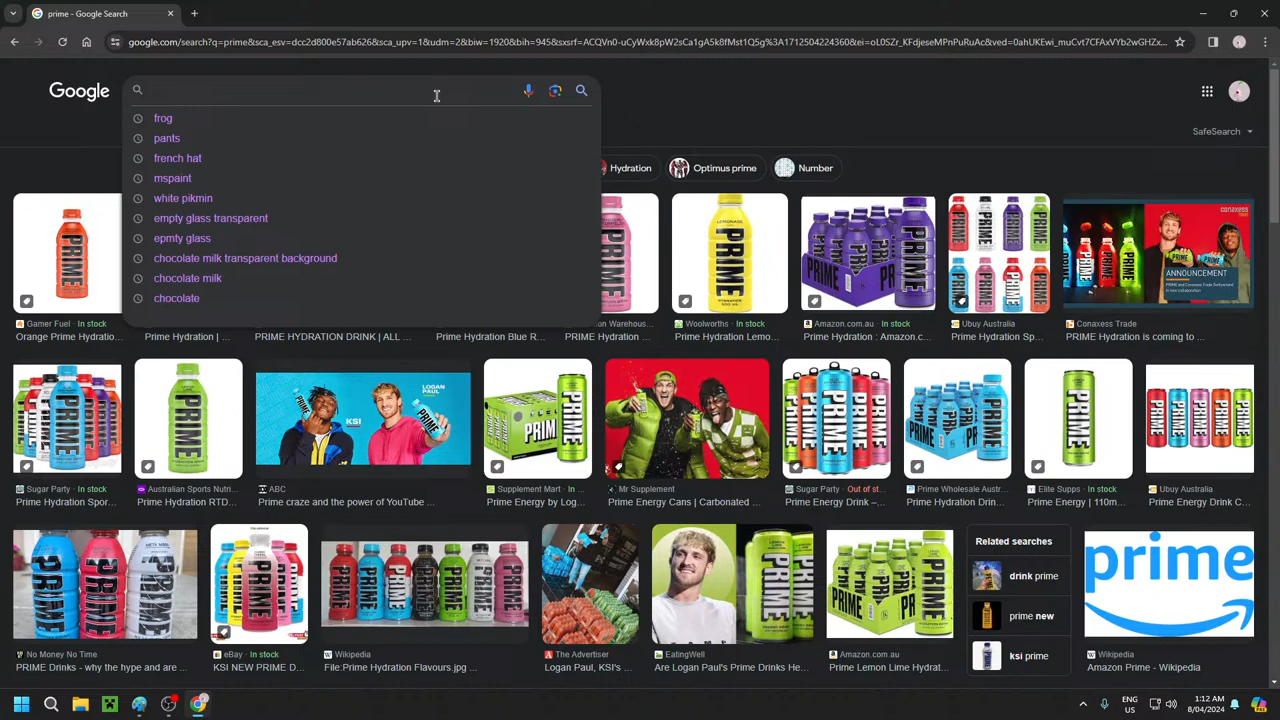 prime - Google Search
google.com/search?q=prime&sca_esv=dcc2d800e57ab626&sca_upv=1&udm=2&biw=1920&bih=945&sxsrf=ACQVn0-uCyWxk8pW2sCa1gA5k8fMst1Q5g%3A1712504224360&ei=oL0SZ_KFdjeseMPnPuRuAc&ved=0ahUKEwi_muCvt7CFAxVYb2wGHZx...
Google
SafeSearch
frog
pants
french hat
mspaint
white pikmin
empty glass transparent
epmty glass
chocolate milk transparent background
chocolate milk
chocolate
Hydration
Optimus prime
Number
conaxess
ANNOUNCEMENT
PRIME and Conaxess Trade Switzerland
Gamer Fuel · In stock
Woolworths · In stock
Amazon.com.au · In stock
Ubuy Australia
Conaxess Trade
Orange Prime Hydratio...
Prime Hydration | ...
PRIME HYDRATION DRINK | ALL ...
Prime Hydration Blue R...
PRIME Hydration ...
Prime Hydration Lemo...
Prime Hydration : Amazon.c...
Prime Hydration Sp...
PRIME Hydration is coming to ...
KSI
LOGAN
PAUL
Sugar Party · In stock
Australian Sports Nutri...
ABC
Supplement Mart · In ...
Mr Supplement
Sugar Party · Out of st...
Prime Wholesale Austr...
Elite Supps · In stock
Ubuy Australia
Prime Hydration Spor...
Prime Hydration RTD...
Prime craze and the power of YouTube ...
Prime Energy by Log...
Prime Energy Cans | Carbonated ...
Prime Energy Drink –...
Prime Hydration Drin...
Prime Energy | 110m...
Prime Energy Drink C...
Related searches
drink prime
prime new
ksi prime
prime
No Money No Time
eBay · In stock
Wikipedia
The Advertiser
EatingWell
Amazon.com.au
Wikipedia
PRIME Drinks - why the hype and are ...
KSI NEW PRIME D...
File:Prime Hydration Flavours.jpg ...
Logan Paul, KSI's ...
Are Logan Paul's Prime Drinks He...
Prime Lemon Lime Hydrat...
Amazon Prime - Wikipedia
ENG
US
1:12 AM
8/04/2024